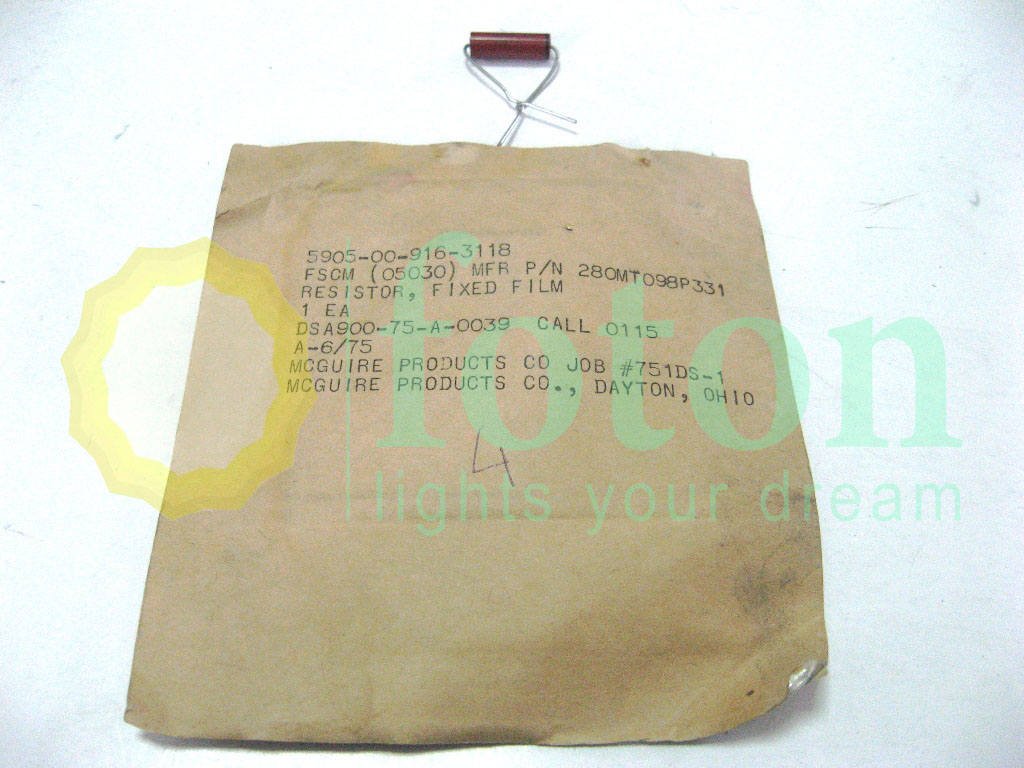 5905-00-916-3118
FSCM (05030) MFR P/N 280MT098P331
RESISTOR, FIXED FILM
1 EA
DSA900-75-A-0039 CALL 0115
A-6/75
MCGUIRE PRODUCTS CO JOB #751DS-1
MCGUIRE PRODUCTS CO., DAYTON, OHIO
4
foton
lights your dream